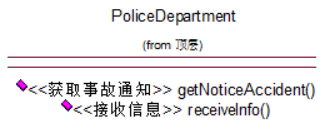 PoliceDepartment
(from 顶层)
<<获取事故通知>> getNoticeAccident()
<<接收信息>> receiveInfo()